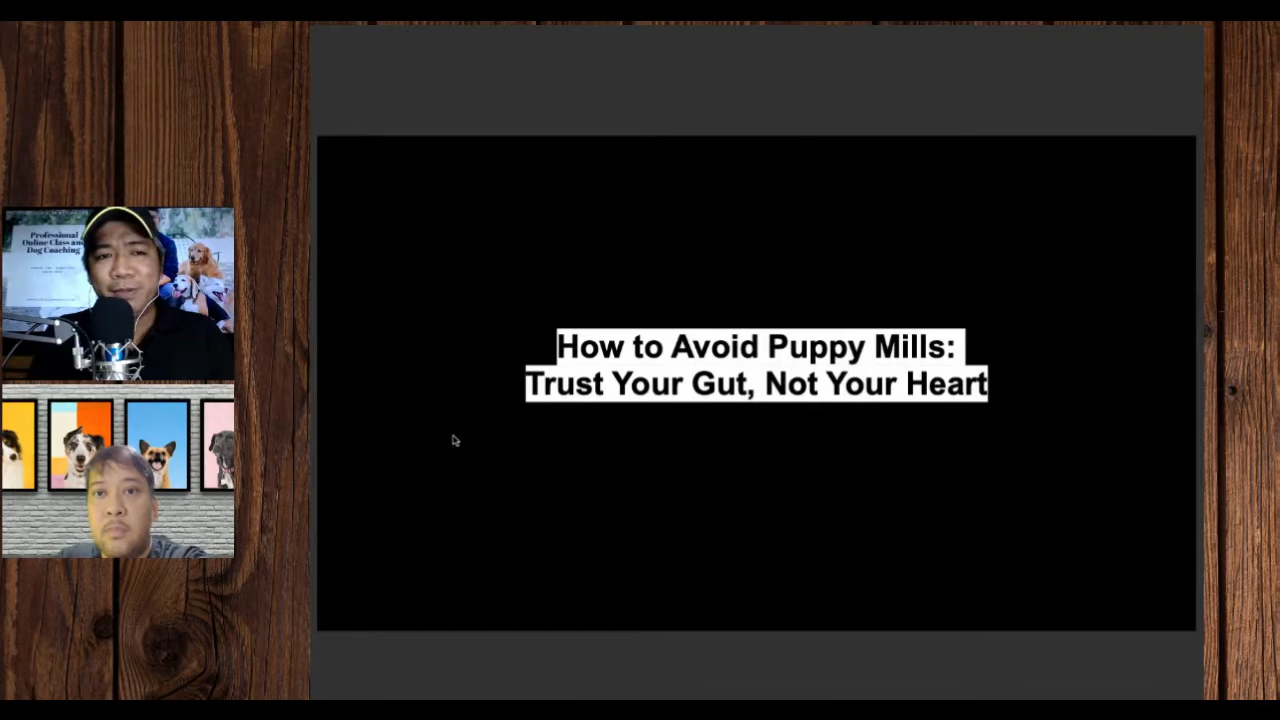 Professional
Online Class and
Dog Coaching
How to Avoid Puppy Mills:
Trust Your Gut, Not Your Heart